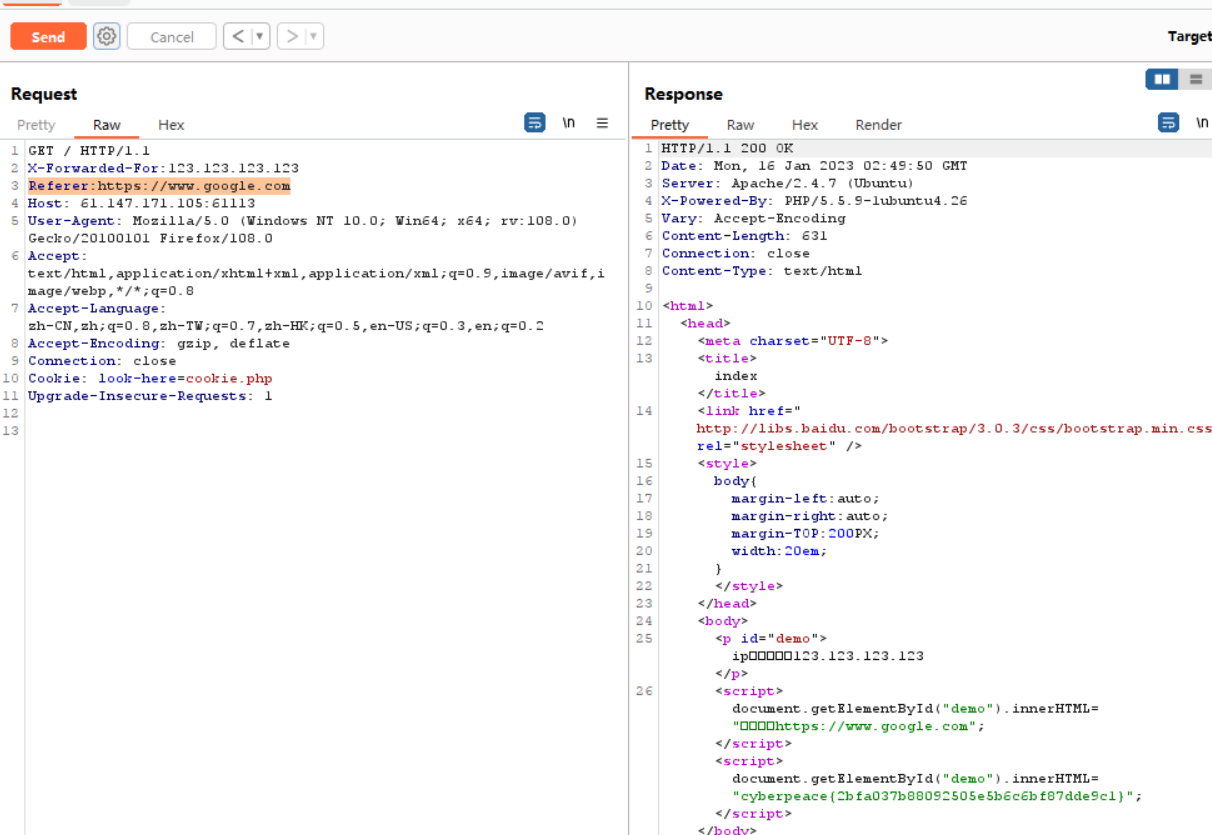 Send Cancel < > Target
Request
Pretty Raw Hex \n
1 GET / HTTP/1.1
2 X-Forwarded-For:123.123.123.123
3 Referer:https://www.google.com
4 Host: 61.147.171.105:61113
5 User-Agent: Mozilla/5.0 (Windows NT 10.0; Win64; x64; rv:108.0)
Gecko/20100101 Firefox/108.0
6 Accept:
text/html,application/xhtml+xml,application/xml;q=0.9,image/avif,i
mage/webp,*/*;q=0.8
7 Accept-Language:
zh-CN,zh;q=0.8,zh-TW;q=0.7,zh-HK;q=0.5,en-US;q=0.3,en;q=0.2
8 Accept-Encoding: gzip, deflate
9 Connection: close
10 Cookie: look-here=cookie.php
11 Upgrade-Insecure-Requests: 1
12
13
Response
Pretty Raw Hex Render \n
1 HTTP/1.1 200 OK
2 Date: Mon, 16 Jan 2023 02:49:50 GMT
3 Server: Apache/2.4.7 (Ubuntu)
4 X-Powered-By: PHP/5.5.9-1ubuntu4.26
5 Vary: Accept-Encoding
6 Content-Length: 631
7 Connection: close
8 Content-Type: text/html
9
10 <html>
11 <head>
12 <meta charset="UTF-8">
13 <title>
index
</title>
14 <link href="
http://libs.baidu.com/bootstrap/3.0.3/css/bootstrap.min.css
rel="stylesheet" />
15 <style>
16 body{
17 margin-left:auto;
18 margin-right:auto;
19 margin-TOP:200PX;
20 width:20em;
21 }
22 </style>
23 </head>
24 <body>
25 <p id="demo">
ip□□□□□123.123.123.123
</p>
26 <script>
document.getElementById("demo").innerHTML=
"□□□□https://www.google.com";
</script>
<script>
document.getElementById("demo").innerHTML=
"cyberpeace{2bfa037b88092505e5b6c6bf87dde9c1}";
</script>
</body>